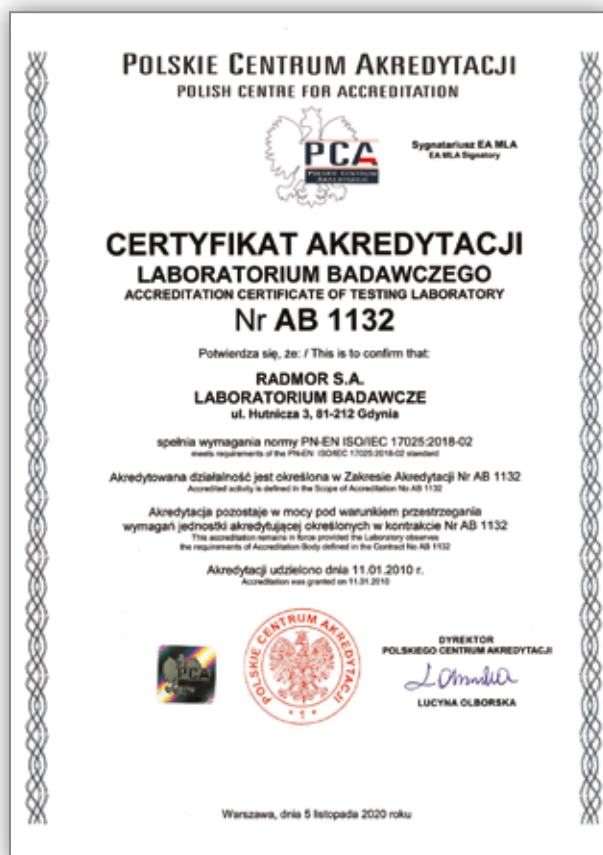 POLSKIE CENTRUM AKREDYTACJI
POLISH CENTRE FOR ACCREDITATION
PCA
POLSKIE CENTRUM
AKREDYTACJI
Sygnatariusz EA MLA
EA MLA Signatory
CERTYFIKAT AKREDYTACJI
LABORATORIUM BADAWCZEGO
ACCREDITATION CERTIFICATE OF TESTING LABORATORY
Nr AB 1132
Potwierdza się, że: / This is to confirm that:
RADMOR S.A.
LABORATORIUM BADAWCZE
ul. Hutnicza 3, 81-212 Gdynia
spełnia wymagania normy PN-EN ISO/IEC 17025:2018-02
meets requirements of the PN-EN ISO/IEC 17025:2018-02 standard
Akredytowana działalność jest określona w Zakresie Akredytacji Nr AB 1132
Accredited activity is defined in the Scope of Accreditation No AB 1132
Akredytacja pozostaje w mocy pod warunkiem przestrzegania
wymagań jednostki akredytującej określonych w kontrakcie Nr AB 1132
This accreditation remains in force provided the Laboratory observes
the requirements of Accreditation Body defined in the Contract No AB 1132
Akredytacji udzielono dnia 11.01.2010 r.
Accreditation was granted on 11.01.2010
PCA
POLSKIE CENTRUM AKREDYTACJI
* 1 *
DYREKTOR
POLSKIEGO CENTRUM AKREDYTACJI
LUCYNA OLBORSKA
Warszawa, dnia 5 listopada 2020 roku